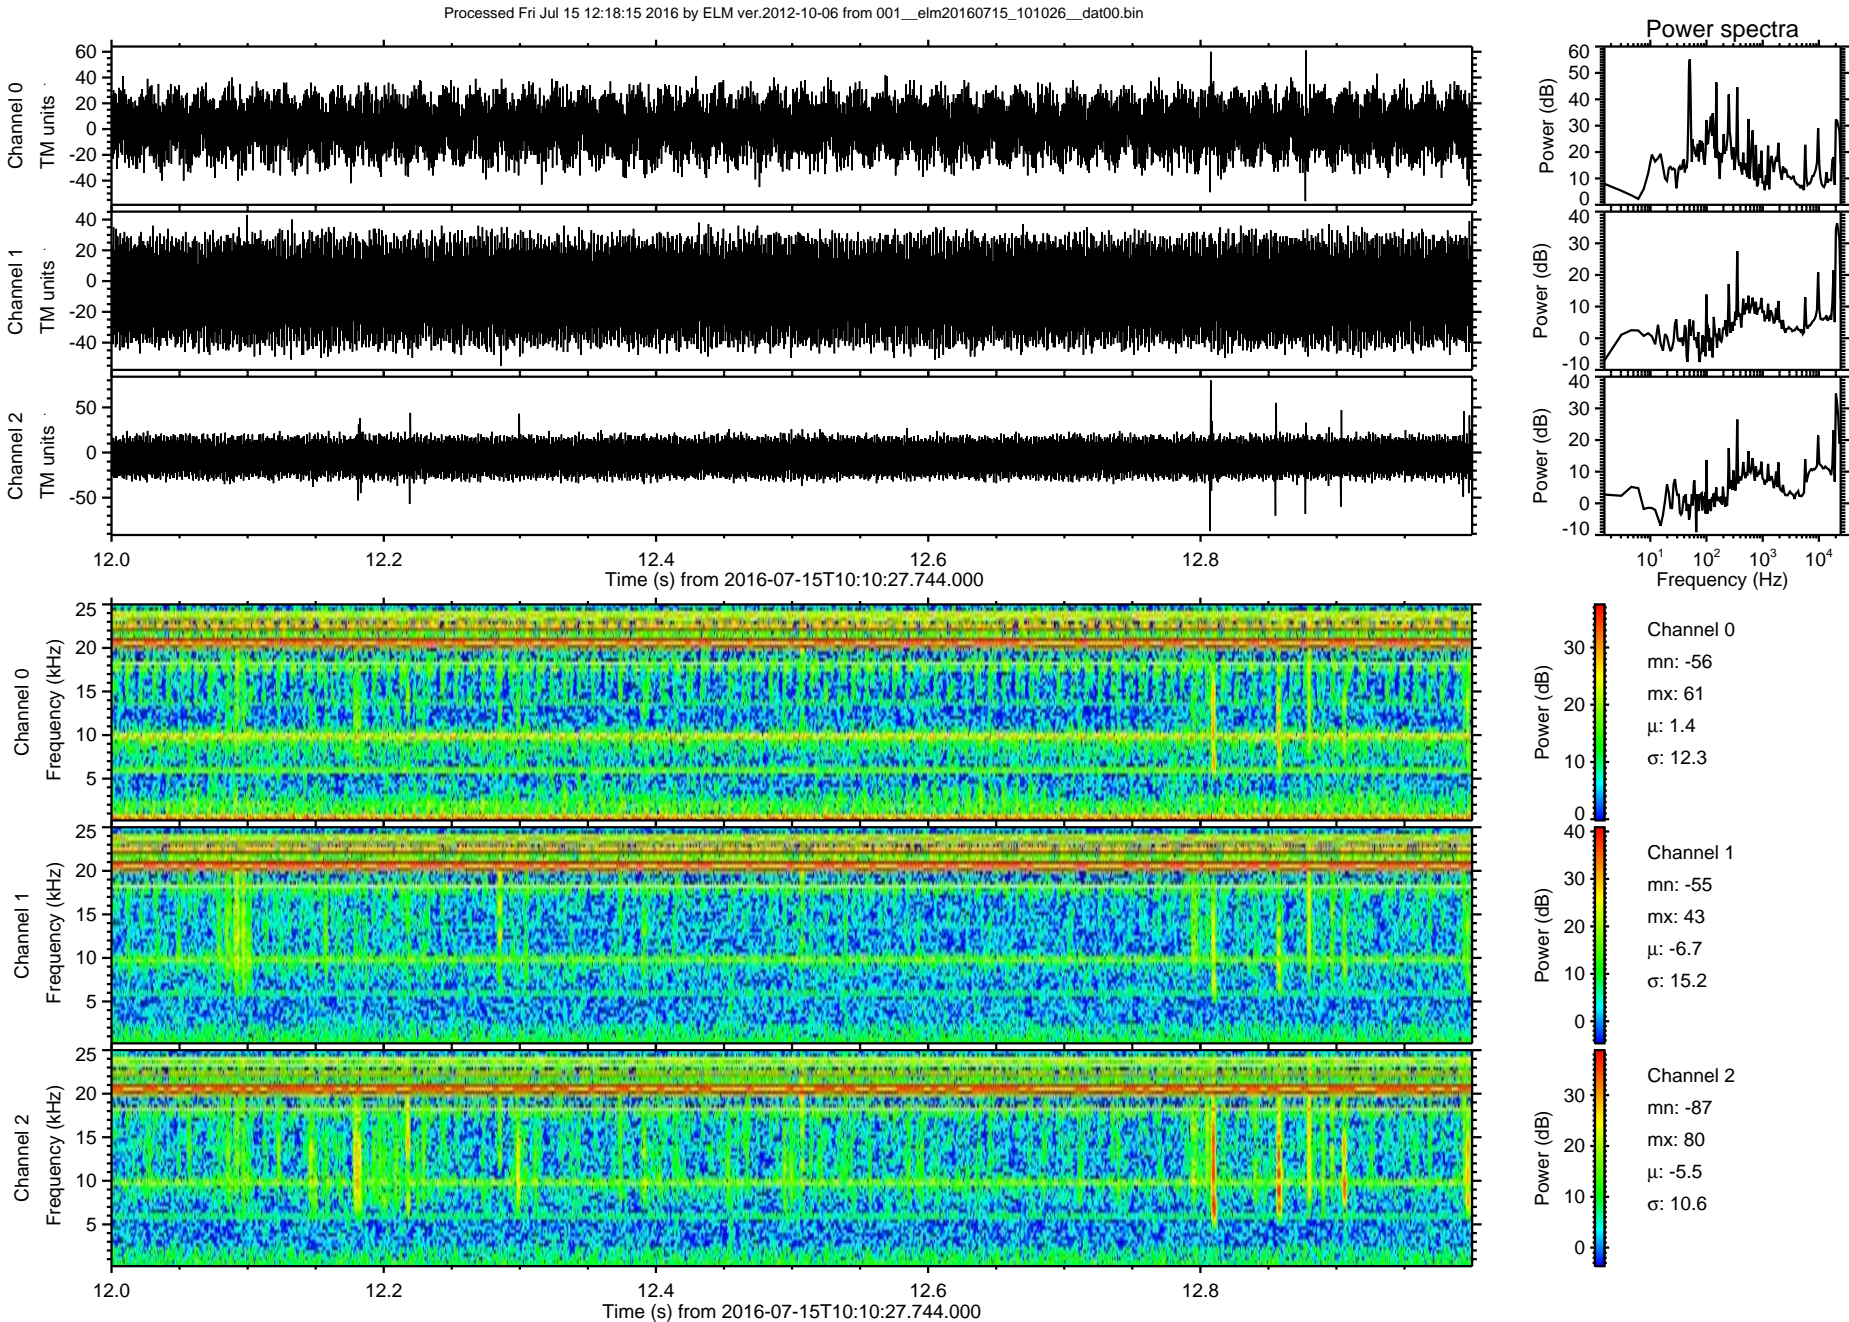 Processed Fri Jul 15 12:18:15 2016 by ELM ver.2012-10-06 from 001__elm20160715_101026__dat00.bin
Power spectra
Channel 0
TM units
60
40
20
0
-20
-40
Power (dB)
60
50
40
30
20
10
0
Channel 1
TM units
40
20
0
-20
-40
Power (dB)
40
30
20
10
0
-10
Channel 2
TM units
50
0
-50
Power (dB)
40
30
20
10
0
-10
12.0 12.2 12.4 12.6 12.8
Time (s) from 2016-07-15T10:10:27.744.000
10¹ 10² 10³ 10⁴
Frequency (Hz)
Channel 0
Frequency (kHz)
25
20
15
10
5
Power (dB)
30
20
10
0
Channel 0
mn: -56
mx: 61
μ: 1.4
σ: 12.3
Channel 1
Frequency (kHz)
25
20
15
10
5
Power (dB)
40
30
20
10
0
Channel 1
mn: -55
mx: 43
μ: -6.7
σ: 15.2
Channel 2
Frequency (kHz)
25
20
15
10
5
Power (dB)
30
20
10
0
Channel 2
mn: -87
mx: 80
μ: -5.5
σ: 10.6
12.0 12.2 12.4 12.6 12.8
Time (s) from 2016-07-15T10:10:27.744.000